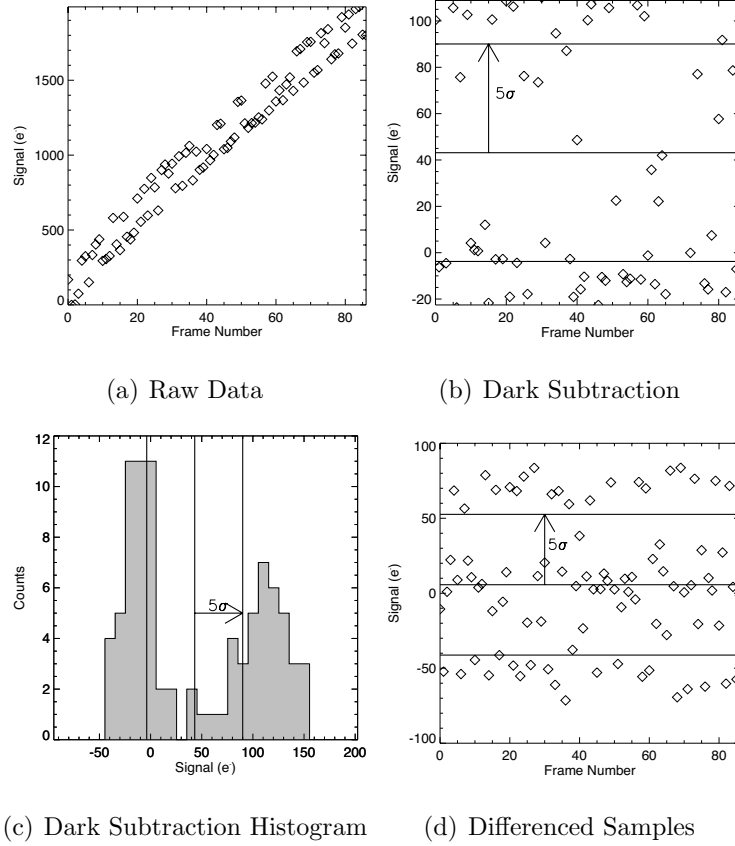 1500
1000
500
0
Signal (e-)
0 20 40 60 80
Frame Number
100
80
60
40
20
0
-20
Signal (e-)
5σ
0 20 40 60 80
Frame Number
(a) Raw Data
(b) Dark Subtraction
12
10
8
6
4
2
0
Counts
5σ
-50 0 50 100 150 200
Signal (e-)
100
50
0
-50
-100
Signal (e-)
5σ
0 20 40 60 80
Frame Number
(c) Dark Subtraction Histogram
(d) Differenced Samples